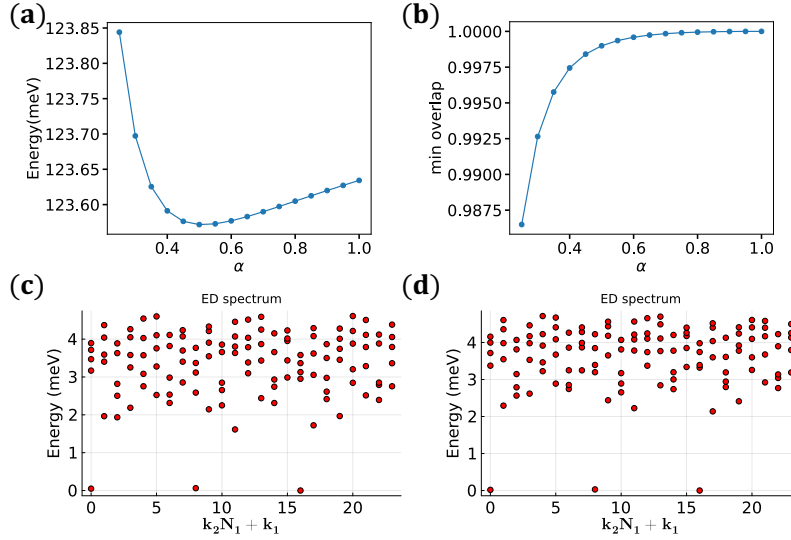 (a)
123.85
123.80
123.75
123.70
123.65
123.60
Energy(meV)
0.4 0.6 0.8 1.0
α
(b)
1.0000
0.9975
0.9950
0.9925
0.9900
0.9875
min overlap
0.4 0.6 0.8 1.0
α
(c)
ED spectrum
4
3
2
1
0
Energy (meV)
0 5 10 15 20
k₂N₁ + k₁
(d)
ED spectrum
4
3
2
1
0
Energy (meV)
0 5 10 15 20
k₂N₁ + k₁